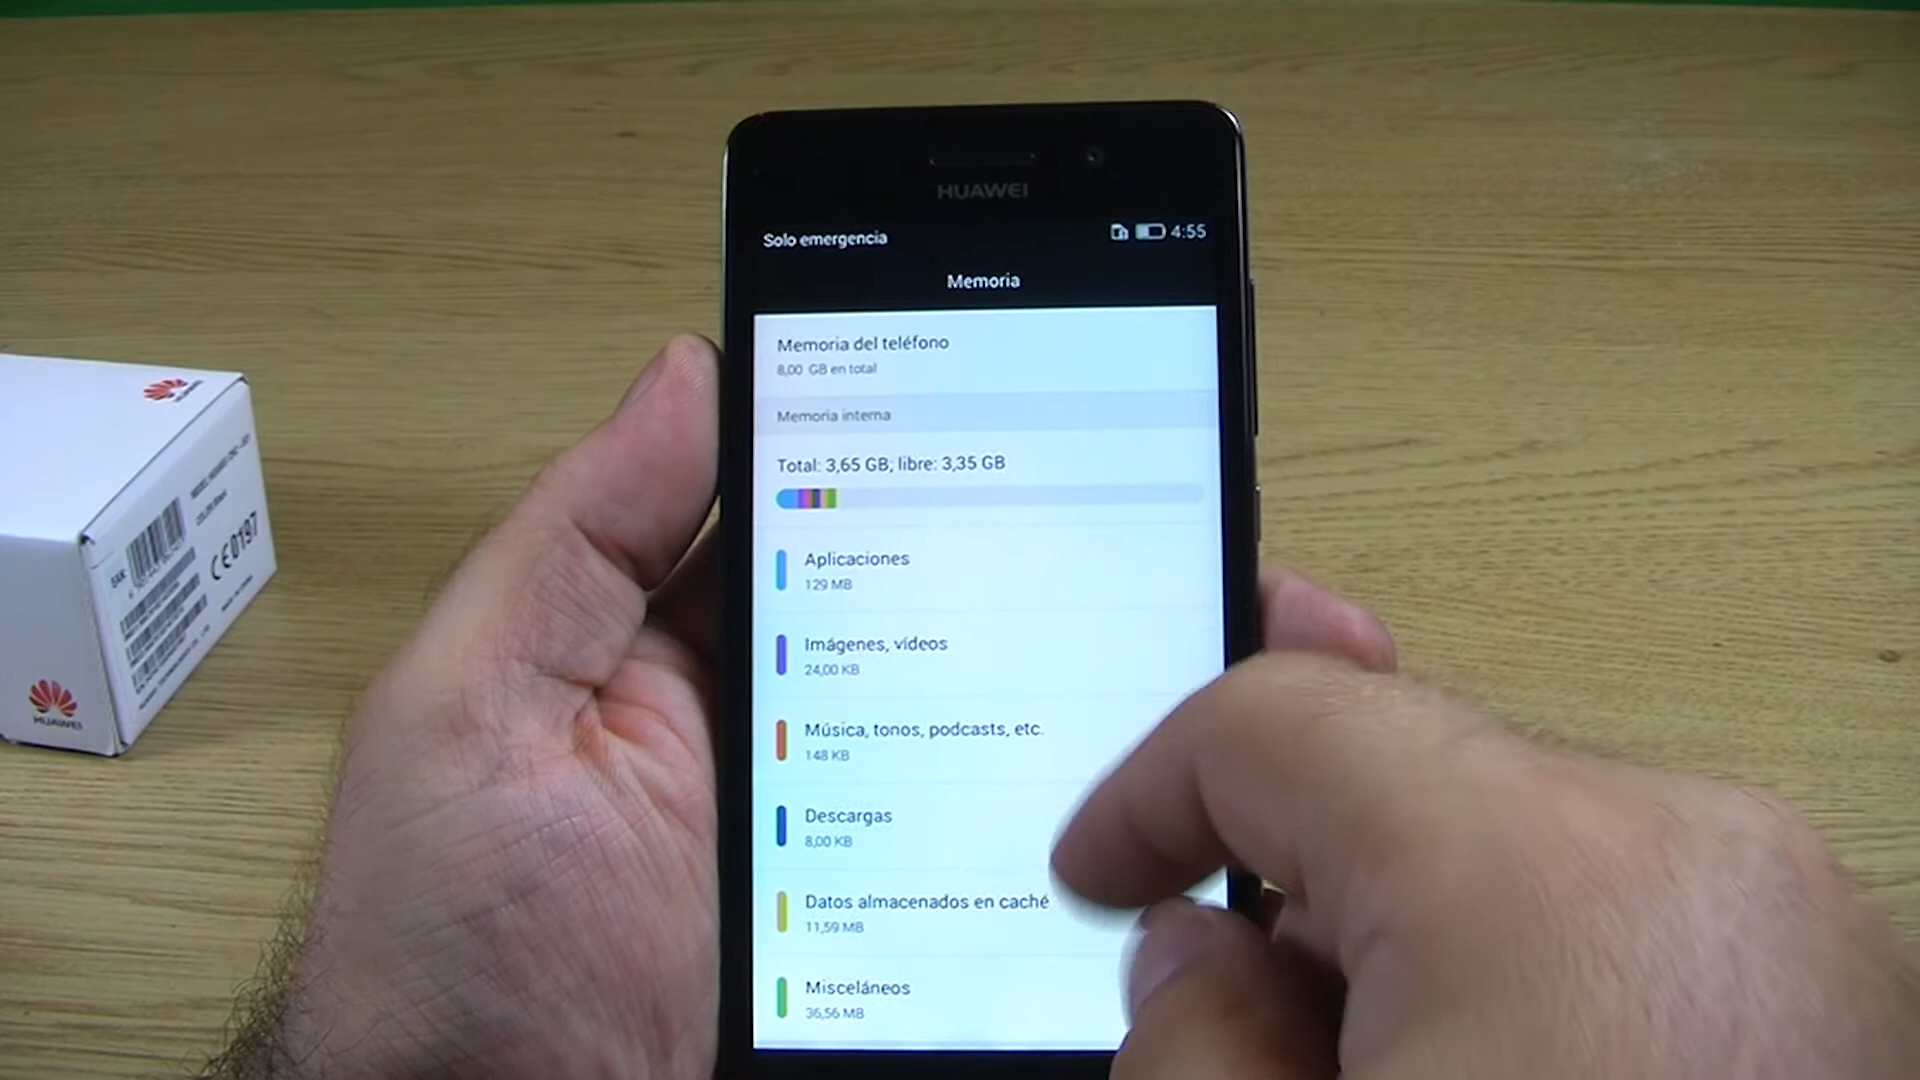 HUAWEI
Solo emergencia
4:55
Memoria
Memoria del teléfono
8,00 GB en total
Memoria interna
Total: 3,65 GB; libre: 3,35 GB
Aplicaciones
129 MB
Imágenes, vídeos
24,00 KB
Música, tonos, podcasts, etc.
148 KB
Descargas
8,00 KB
Datos almacenados en caché
11,59 MB
Misceláneos
36,56 MB
EAN:
CE0197
HUAWEI